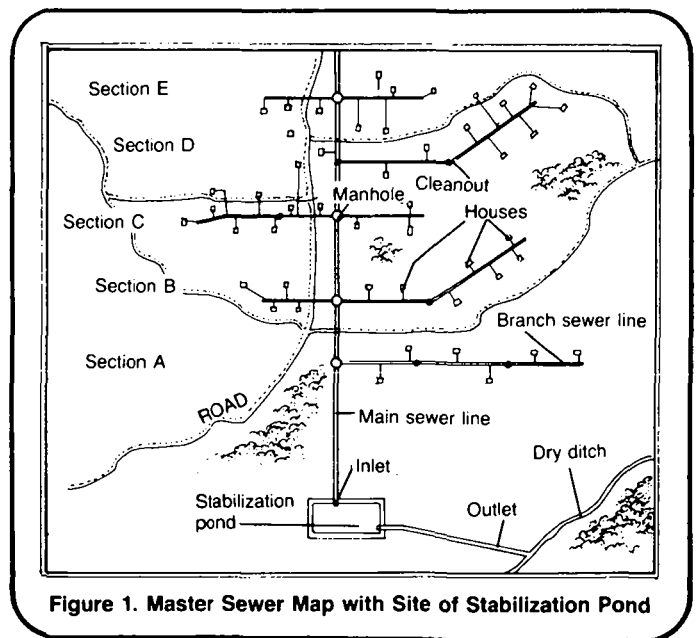 Section E
Section D
Manhole
Cleanout
Section C
Houses
Section B
Branch sewer line
Section A
ROAD
Main sewer line
Inlet
Dry ditch
Stabilization
pond
Outlet
Figure 1. Master Sewer Map with Site of Stabilization Pond